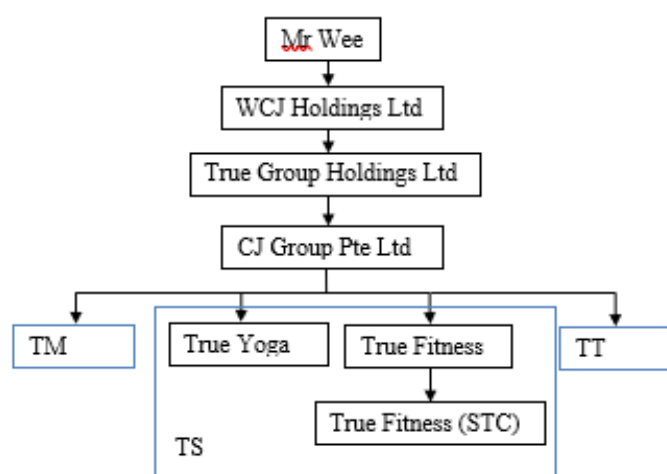 Mr Wee
WCJ Holdings Ltd
True Group Holdings Ltd
CJ Group Pte Ltd
TM
True Yoga
True Fitness
TT
True Fitness (STC)
TS